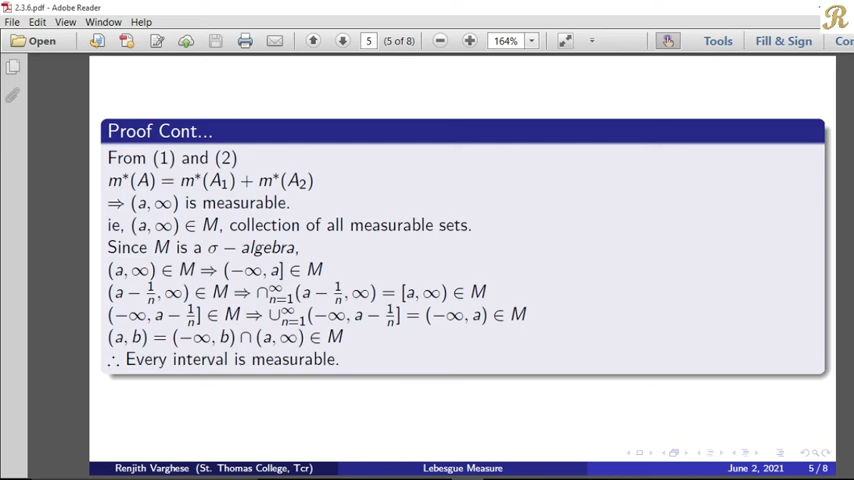 2.3.6.pdf - Adobe Reader
File Edit View Window Help
Open 5 (5 of 8) 164% Tools Fill & Sign Co
R
Proof Cont...
From (1) and (2)
m*(A) = m*(A₁) + m*(A₂)
⇒ (a, ∞) is measurable.
ie, (a, ∞) ∈ M, collection of all measurable sets.
Since M is a σ − algebra,
(a, ∞) ∈ M ⇒ (−∞, a] ∈ M
(a − 1/n, ∞) ∈ M ⇒ ∩_{n=1}^∞ (a − 1/n, ∞) = [a, ∞) ∈ M
(−∞, a − 1/n] ∈ M ⇒ ∪_{n=1}^∞ (−∞, a − 1/n] = (−∞, a) ∈ M
(a, b) = (−∞, b) ∩ (a, ∞) ∈ M
∴ Every interval is measurable.
Renjith Varghese (St. Thomas College, Tcr) Lebesgue Measure June 2, 2021 5 / 8